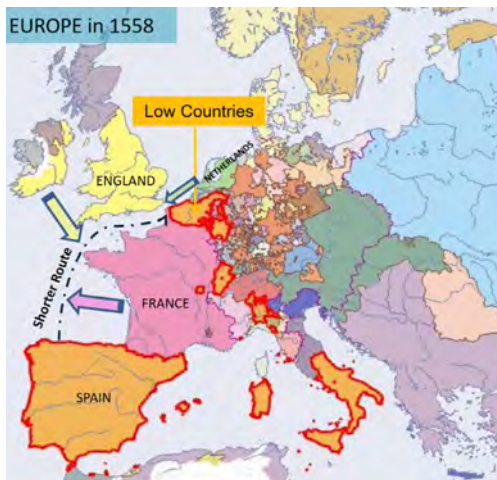 EUROPE in 1558
Low Countries
NETHERLANDS
ENGLAND
Shorter Route
FRANCE
SPAIN